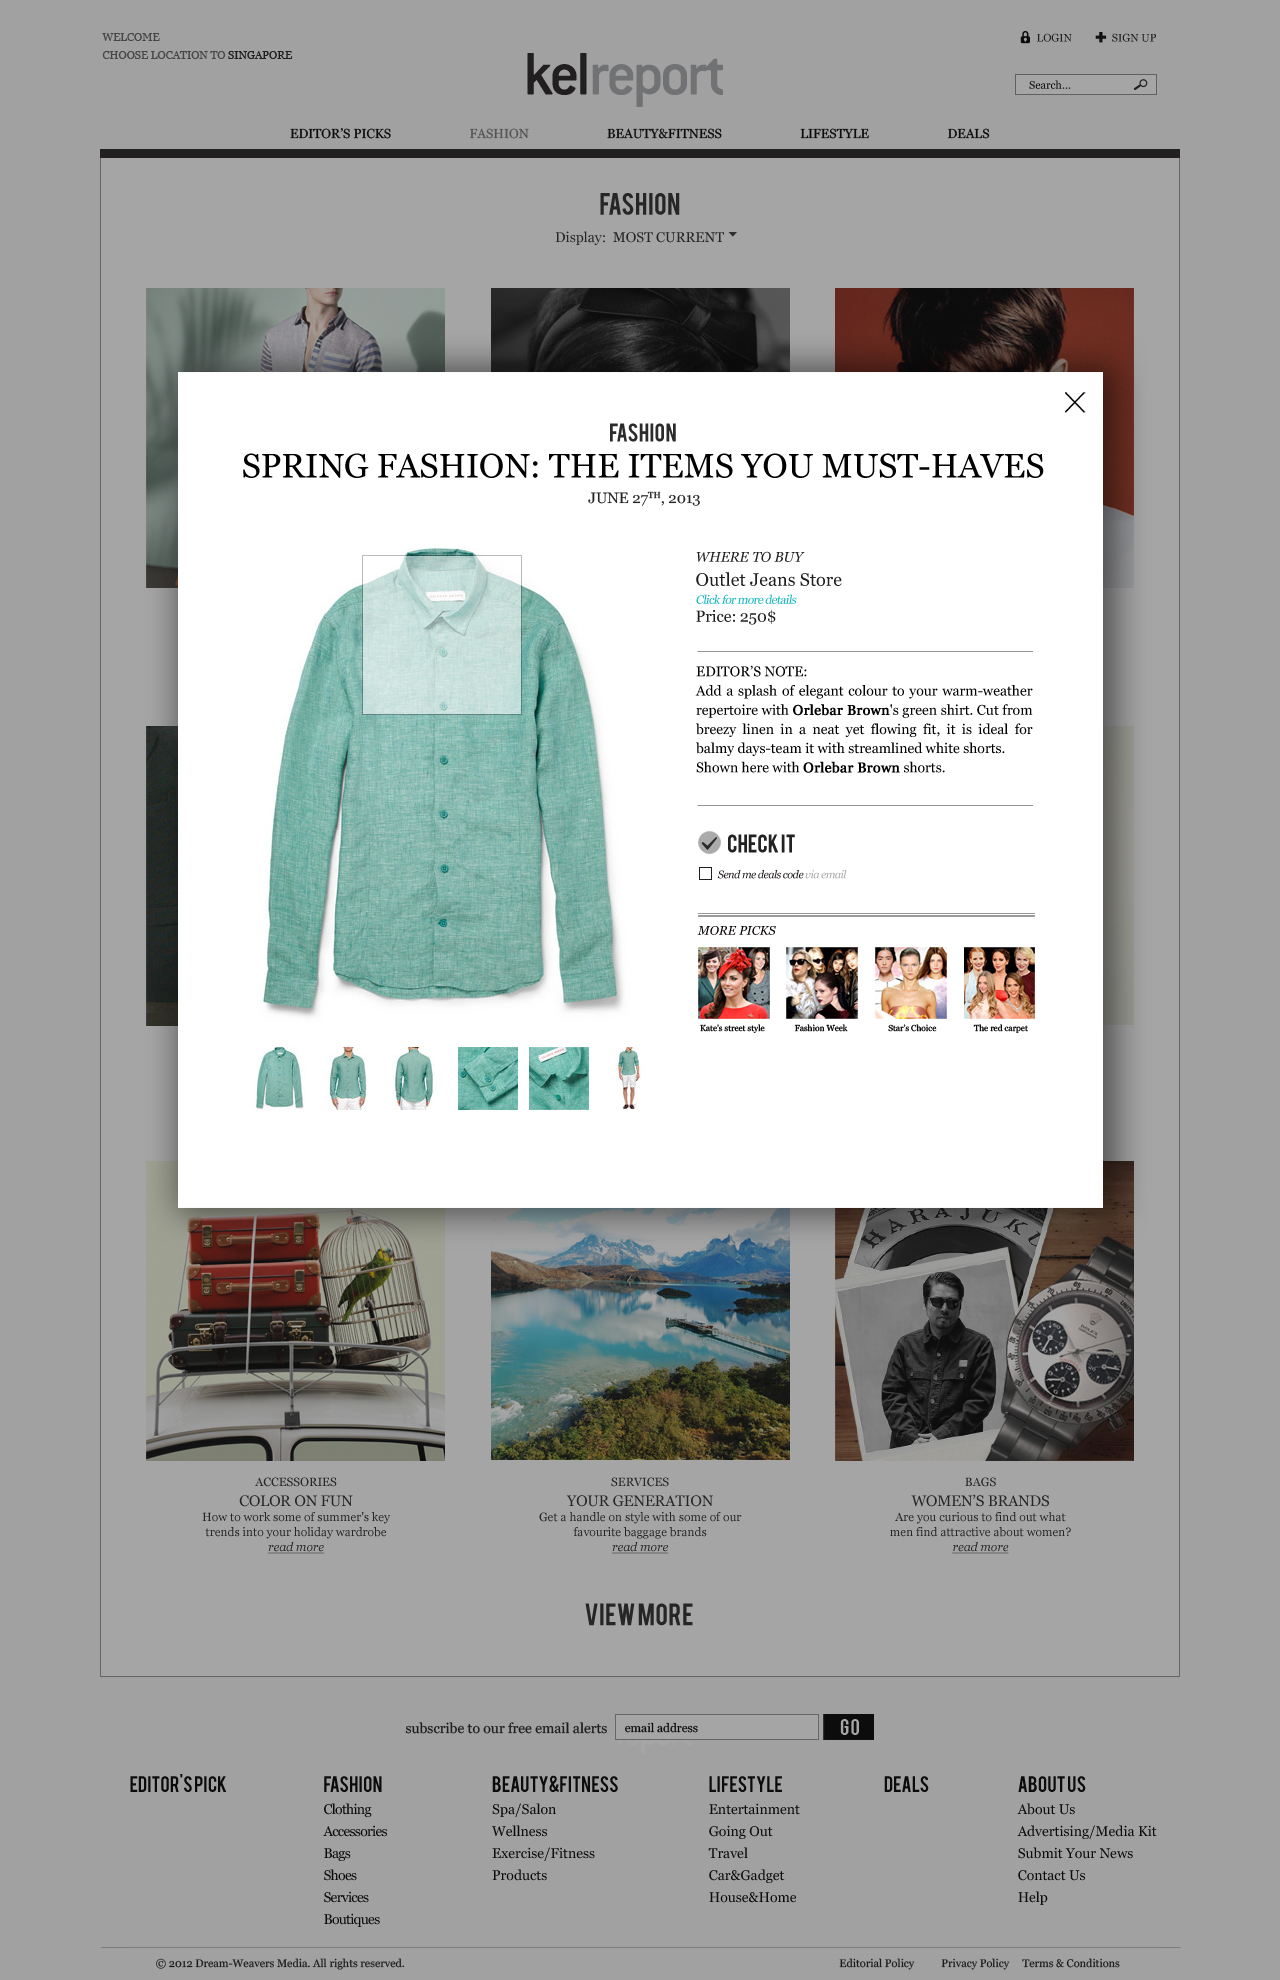 WELCOME
CHOOSE LOCATION TO SINGAPORE
LOGIN
SIGN UP
kelreport
Search...
EDITOR'S PICKS
FASHION
BEAUTY&FITNESS
LIFESTYLE
DEALS
FASHION
Display: MOST CURRENT
FASHION
SPRING FASHION: THE ITEMS YOU MUST-HAVES
JUNE 27TH, 2013
WHERE TO BUY
Outlet Jeans Store
Click for more details
Price: 250$
EDITOR'S NOTE:
Add a splash of elegant colour to your warm-weather
repertoire with Orlebar Brown's green shirt. Cut from
breezy linen in a neat yet flowing fit, it is ideal for
balmy days-team it with streamlined white shorts.
Shown here with Orlebar Brown shorts.
CHECK IT
Send me deals code via email
MORE PICKS
Kate's street style
Fashion Week
Star's Choice
The red carpet
HARAJUKU
ACCESSORIES
COLOR ON FUN
How to work some of summer's key
trends into your holiday wardrobe
read more
SERVICES
YOUR GENERATION
Get a handle on style with some of our
favourite baggage brands
read more
BAGS
WOMEN'S BRANDS
Are you curious to find out what
men find attractive about women?
read more
VIEW MORE
subscribe to our free email alerts
email address
GO
EDITOR'S PICK
FASHION
Clothing
Accessories
Bags
Shoes
Services
Boutiques
BEAUTY&FITNESS
Spa/Salon
Wellness
Exercise/Fitness
Products
LIFESTYLE
Entertainment
Going Out
Travel
Car&Gadget
House&Home
DEALS
ABOUT US
About Us
Advertising/Media Kit
Submit Your News
Contact Us
Help
© 2012 Dream-Weavers Media. All rights reserved.
Editorial Policy
Privacy Policy
Terms & Conditions